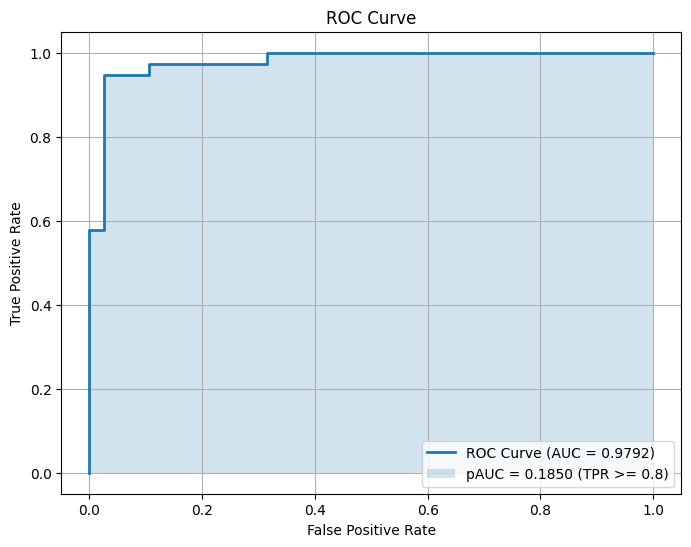 ROC Curve
1.0
0.8
0.6
0.4
0.2
0.0
True Positive Rate
0.0
0.2
0.4
0.6
0.8
1.0
False Positive Rate
ROC Curve (AUC = 0.9792)
pAUC = 0.1850 (TPR >= 0.8)